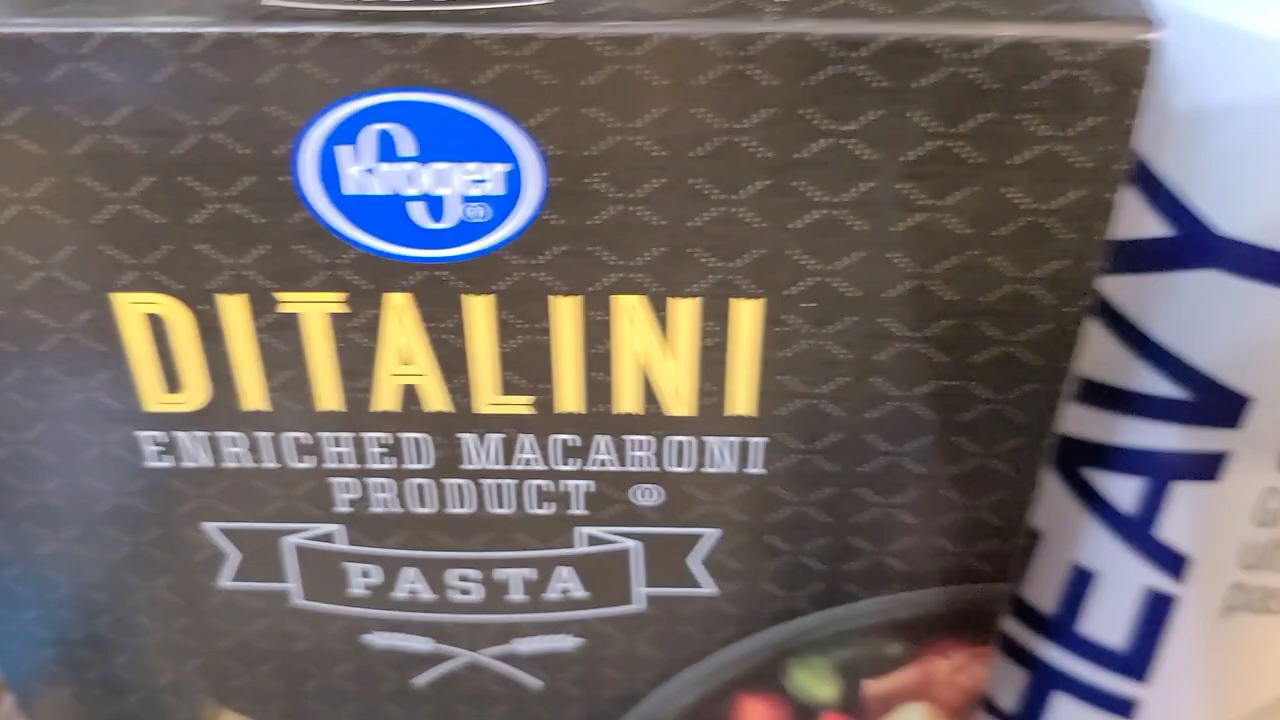 Kroger
DITALINI
ENRICHED MACARONI
PRODUCT
PASTA
HEAVY